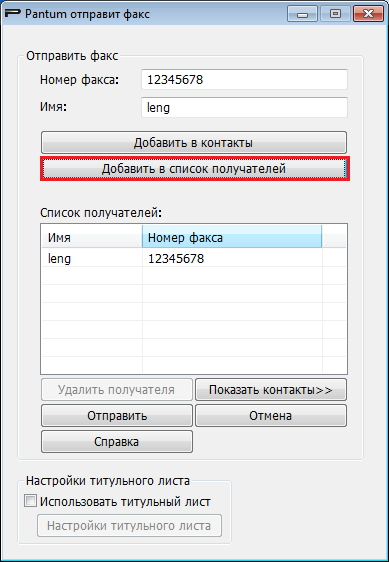 Pantum отправит факс
Отправить факс
Номер факса: 12345678
Имя: leng
Добавить в контакты
Добавить в список получателей
Список получателей:
Имя Номер факса
leng 12345678
Удалить получателя Показать контакты>>
Отправить Отмена
Справка
Настройки титульного листа
Использовать титульный лист
Настройки титульного листа